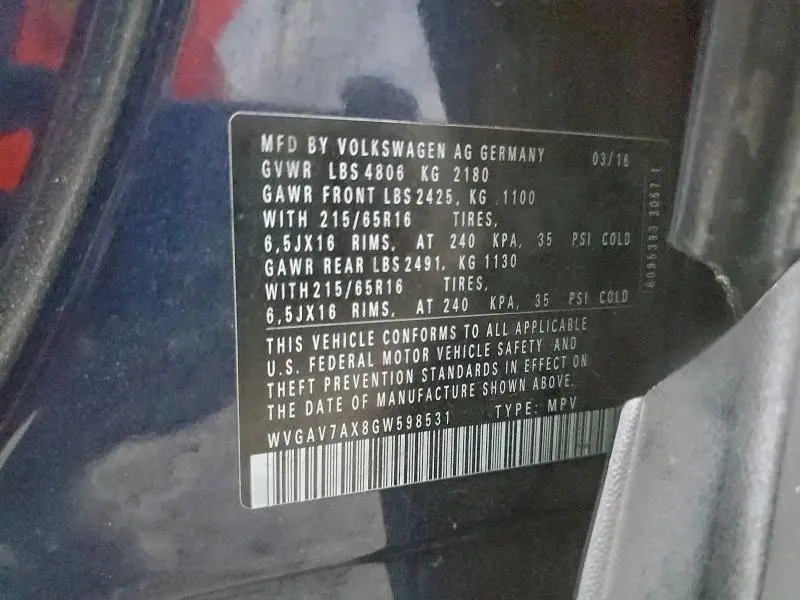 MFD BY VOLKSWAGEN AG GERMANY 03/16
GVWR LBS 4806 KG 2180
GAWR FRONT LBS 2425, KG .1100
WITH 215/65R16 TIRES,
6,5JX16 RIMS, AT 240 KPA, 35 PSI COLD
GAWR REAR LBS 2491, KG 1130
WITH 215/65R16 TIRES,
6,5JX16 RIMS, AT 240 KPA, 35 PSI COLD
THIS VEHICLE CONFORMS TO ALL APPLICABLE
U.S. FEDERAL MOTOR VEHICLE SAFETY AND
THEFT PREVENTION STANDARDS IN EFFECT ON
THE DATE OF MANUFACTURE SHOWN ABOVE.
WVGAV7AX8GW598531 TYPE: MPV